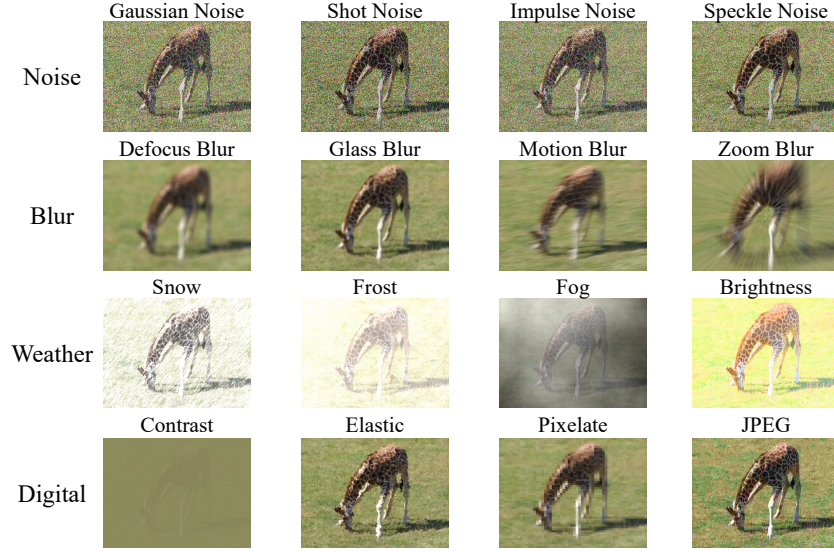 Gaussian Noise Shot Noise Impulse Noise Speckle Noise
Noise
Defocus Blur Glass Blur Motion Blur Zoom Blur
Blur
Snow Frost Fog Brightness
Weather
Contrast Elastic Pixelate JPEG
Digital